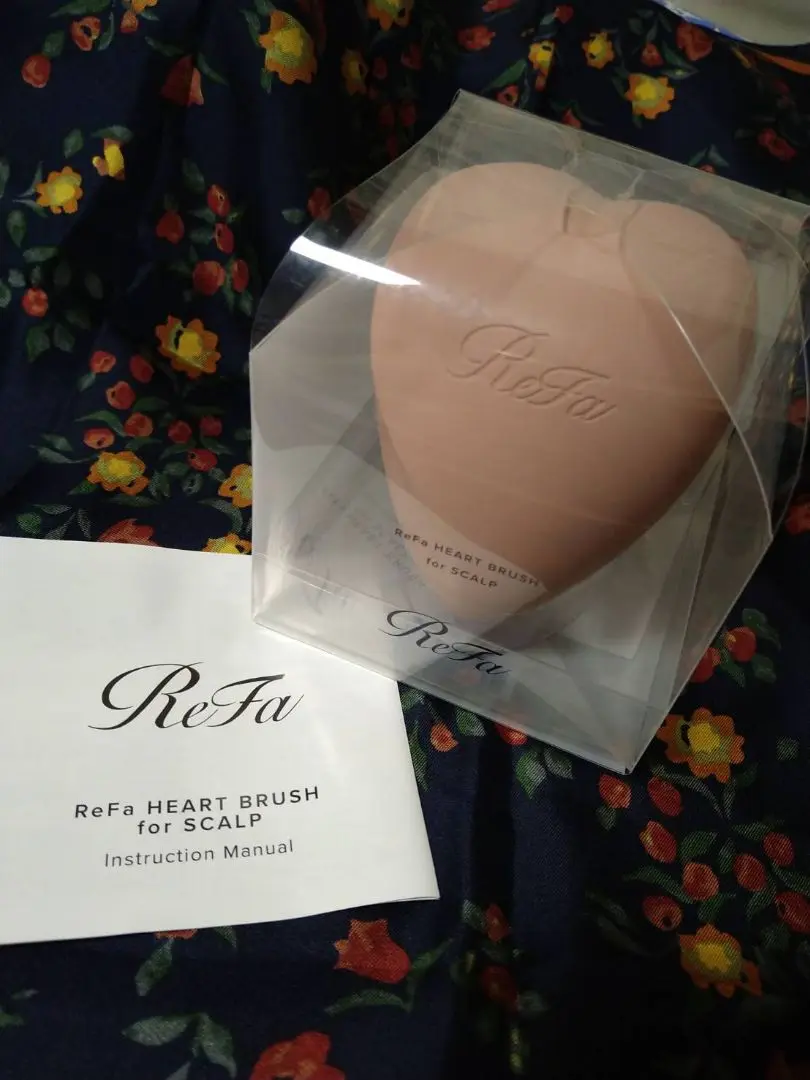 ReFa
ReFa HEART BRUSH
for SCALP
ReFa
ReFa
ReFa HEART BRUSH
for SCALP
Instruction Manual